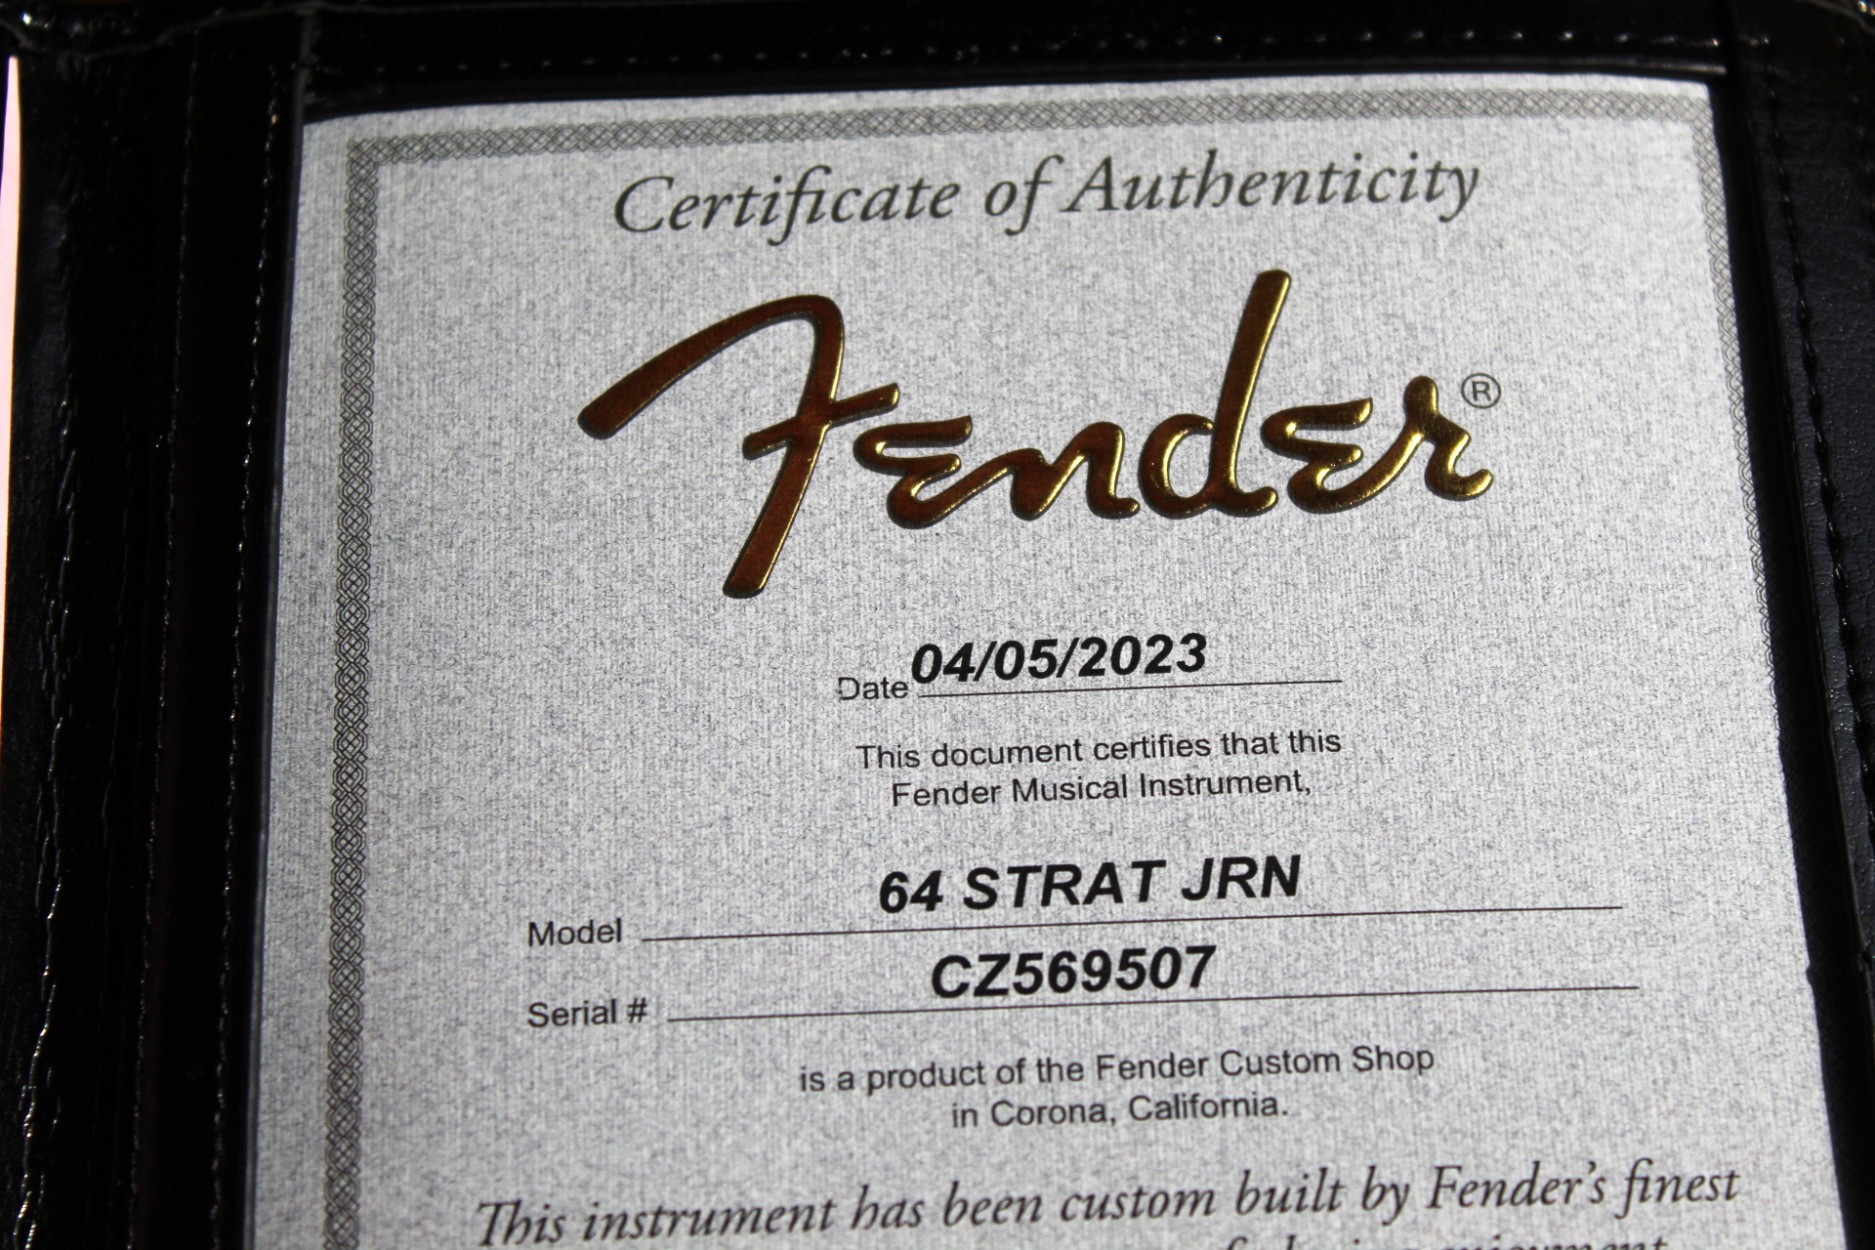 Certificate of Authenticity
Fender®
Date 04/05/2023
This document certifies that this
Fender Musical Instrument,
Model 64 STRAT JRN
Serial # CZ569507
is a product of the Fender Custom Shop
in Corona, California.
This instrument has been custom built by Fender's finest